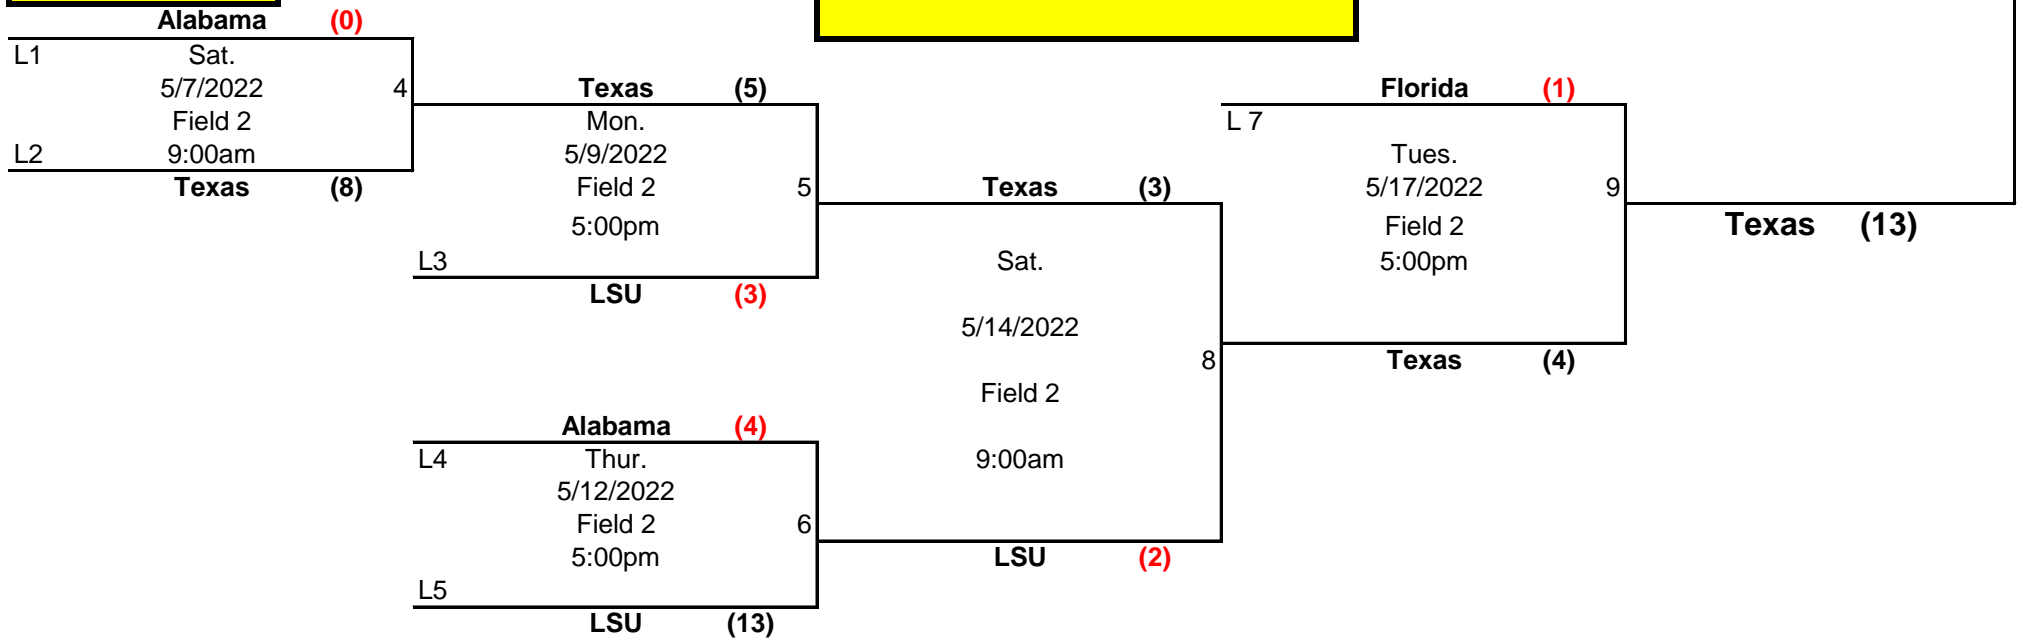 Alabama (0)
L1 Sat.
5/7/2022 4
Field 2
L2 9:00am
Texas (8)
Texas (5)
Mon.
5/9/2022
Field 2 5
5:00pm
L3
LSU (3)
Alabama (4)
L4 Thur.
5/12/2022
Field 2 6
5:00pm
L5
LSU (13)
Texas (3)
Sat.
5/14/2022
8
Field 2
9:00am
LSU (2)
Florida (1)
L 7
Tues.
5/17/2022 9
Field 2
5:00pm
Texas (4)
Texas (13)